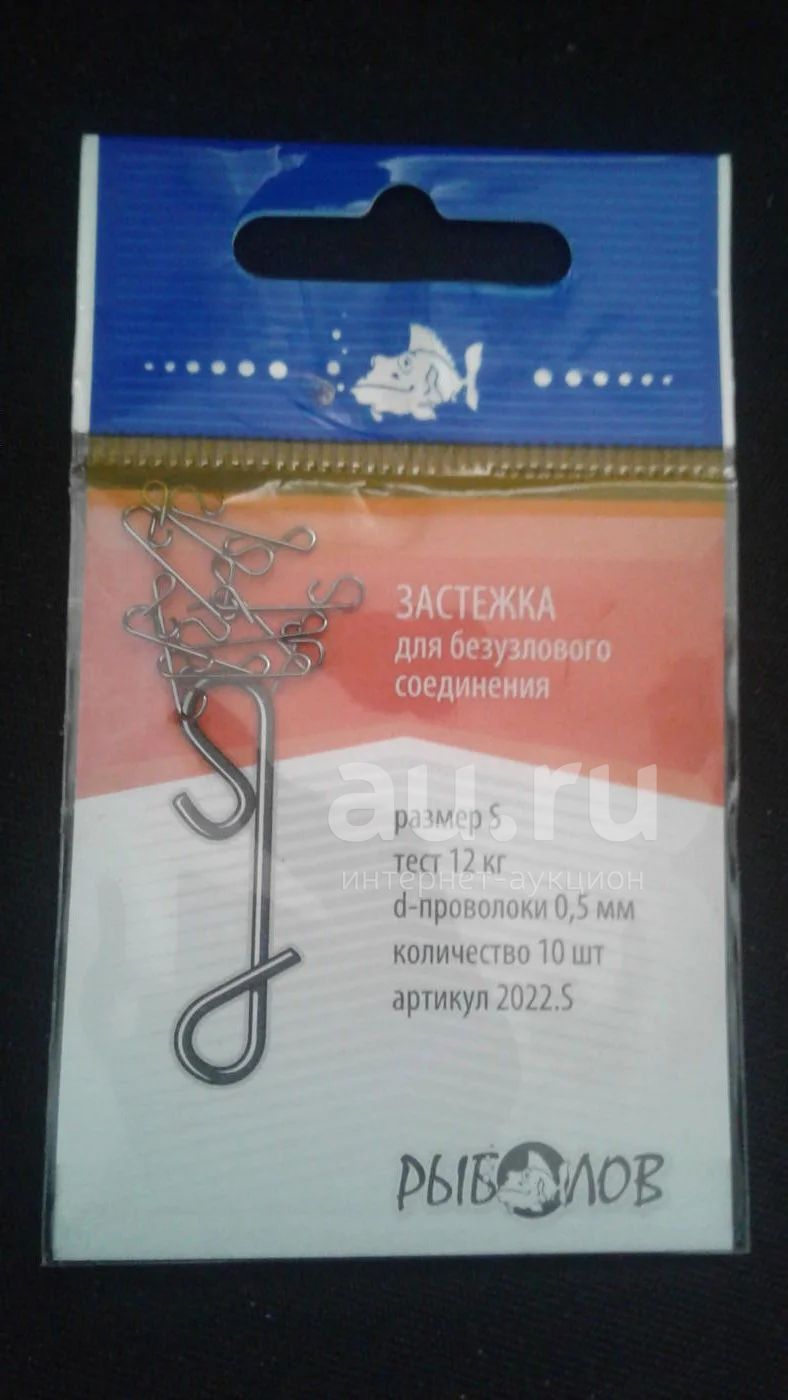 ЗАСТЕЖКА
для безузлового
соединения
au.ru
размер S
тест 12 кг
интернет-аукцион
d-проволоки 0,5 мм
количество 10 шт
артикул 2022.S
РЫБОЛОВ